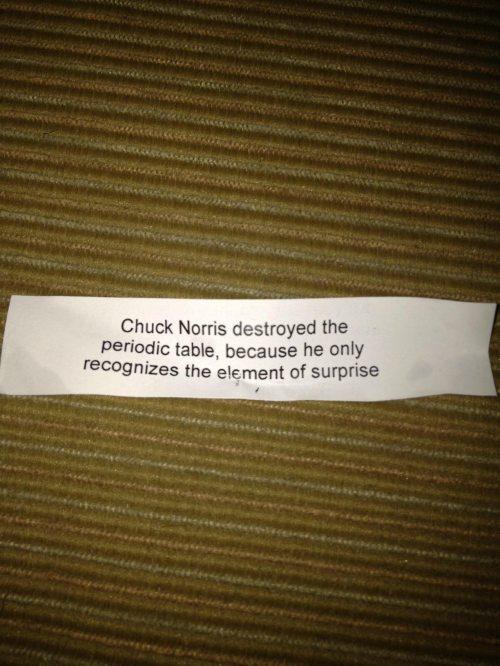 Chuck Norris destroyed the
periodic table, because he only
recognizes the element of surprise